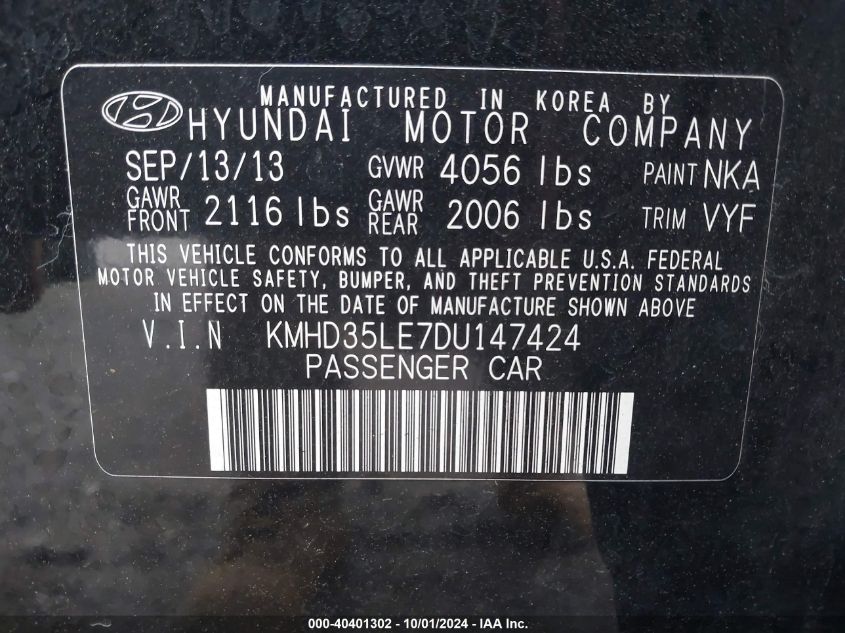 MANUFACTURED IN KOREA BY
HYUNDAI MOTOR COMPANY
SEP/13/13 GVWR 4056 lbs PAINT NKA
GAWR FRONT 2116 lbs GAWR REAR 2006 lbs TRIM VYF
THIS VEHICLE CONFORMS TO ALL APPLICABLE U.S.A. FEDERAL
MOTOR VEHICLE SAFETY, BUMPER, AND THEFT PREVENTION STANDARDS
IN EFFECT ON THE DATE OF MANUFACTURE SHOWN ABOVE
V.I.N KMHD35LE7DU147424
PASSENGER CAR
000-40401302 - 10/01/2024 - IAA Inc.